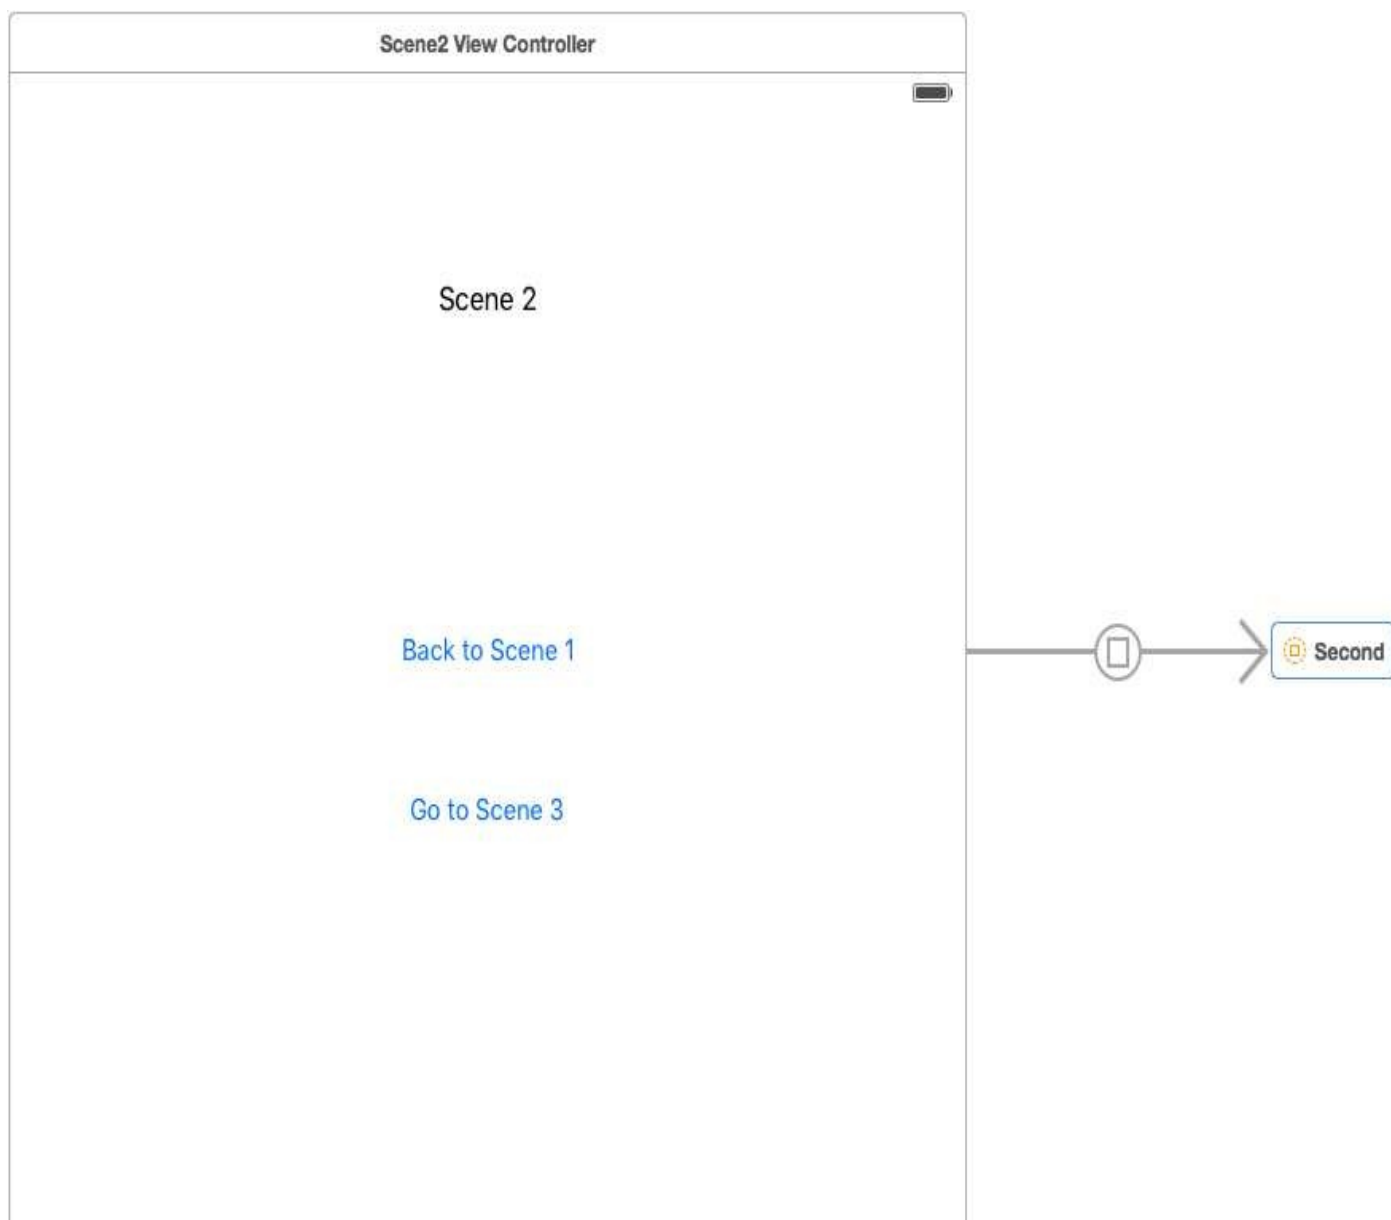 Scene2 View Controller
Scene 2
Back to Scene 1
Second
Go to Scene 3